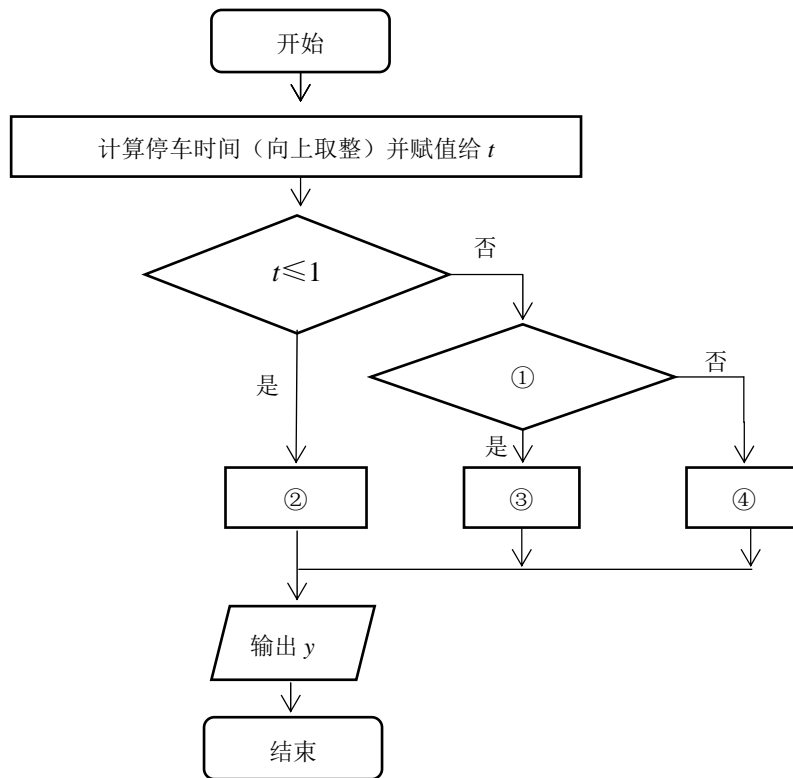 开始
计算停车时间（向上取整）并赋值给 t
t≤1
否
是
①
否
是
②
③
④
输出 y
结束